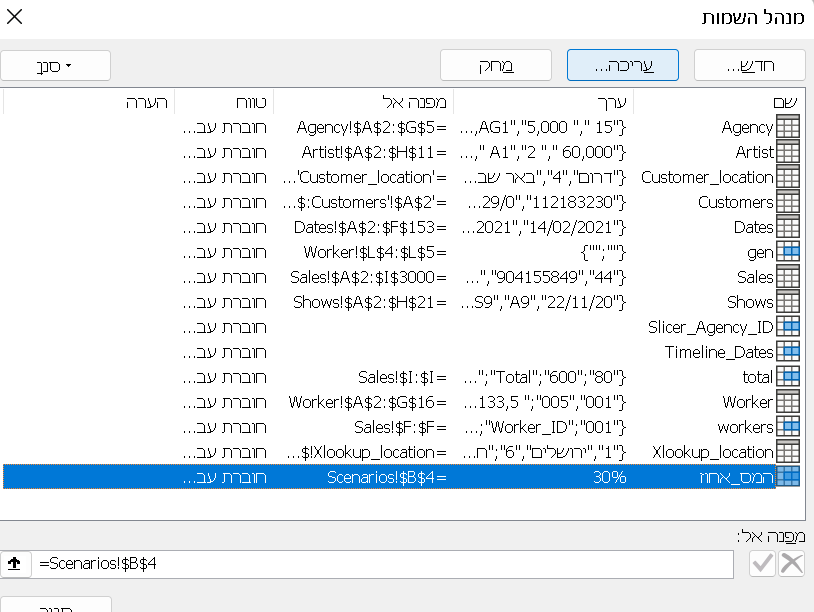 מנהל השמות
חדש... עריכה... מחק סנן
שם ערך מפנה אל טווח הערה
Agency {"15 "," 5,000","AG1,... =Agency!$A$2:$G$5 חוברת עב...
Artist {"60,000 "," 2","A1 ",... =Artist!$A$2:$H$11 חוברת עב...
Customer_location {"דרום","4","באר שב... ='Customer_location'... חוברת עב...
Customers {"112183230","29/0... ='Customers'!$A$2:$... חוברת עב...
Dates {"14/02/2021","2021... =Dates!$A$2:$F$153 חוברת עב...
gen {"";"";""} =Worker!$L$4:$L$5 חוברת עב...
Sales {"44","904155849","... =Sales!$A$2:$I$3000 חוברת עב...
Shows {"22/11/20","A9","S9... =Shows!$A$2:$H$21 חוברת עב...
Slicer_Agency_ID חוברת עב...
Timeline_Dates חוברת עב...
total {"80";"600";"Total";"... =Sales!$I:$I חוברת עב...
Worker {"001","005"; "133,5... =Worker!$A$2:$G$16 חוברת עב...
workers {"001";"Worker_ID";... =Sales!$F:$F חוברת עב...
Xlookup_location {"1","ירושלים","6";"ח... =Xlookup_location!$... חוברת עב...
המס_אחוז 30% =Scenarios!$B$4 חוברת עב...
מפנה אל:
=Scenarios!$B$4